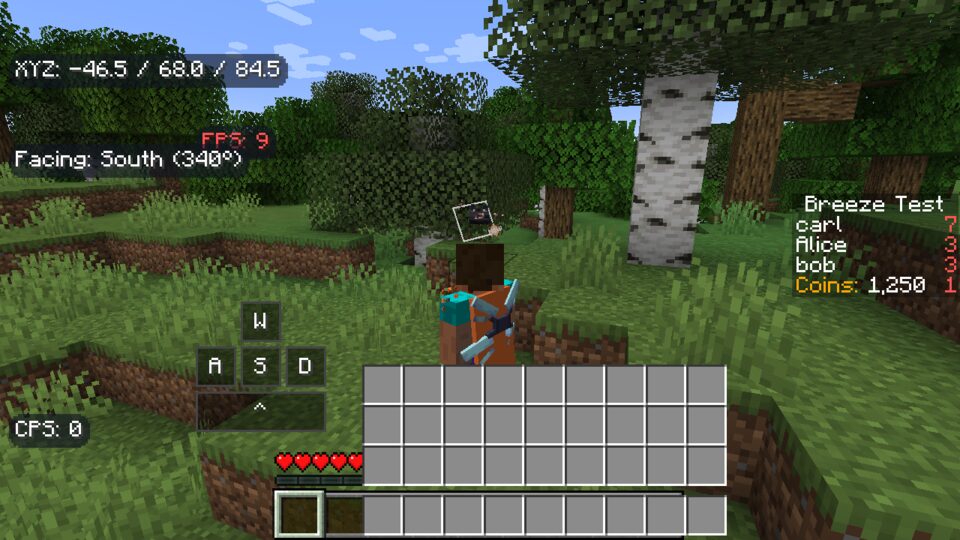 XYZ: -46.5 / 68.0 / 84.5
FPS: 9
Facing: South (340°)
Breeze Test
carl 7
Alice 3
bob 3
Coins: 1,250 1
W
A S D
^
CPS: 0